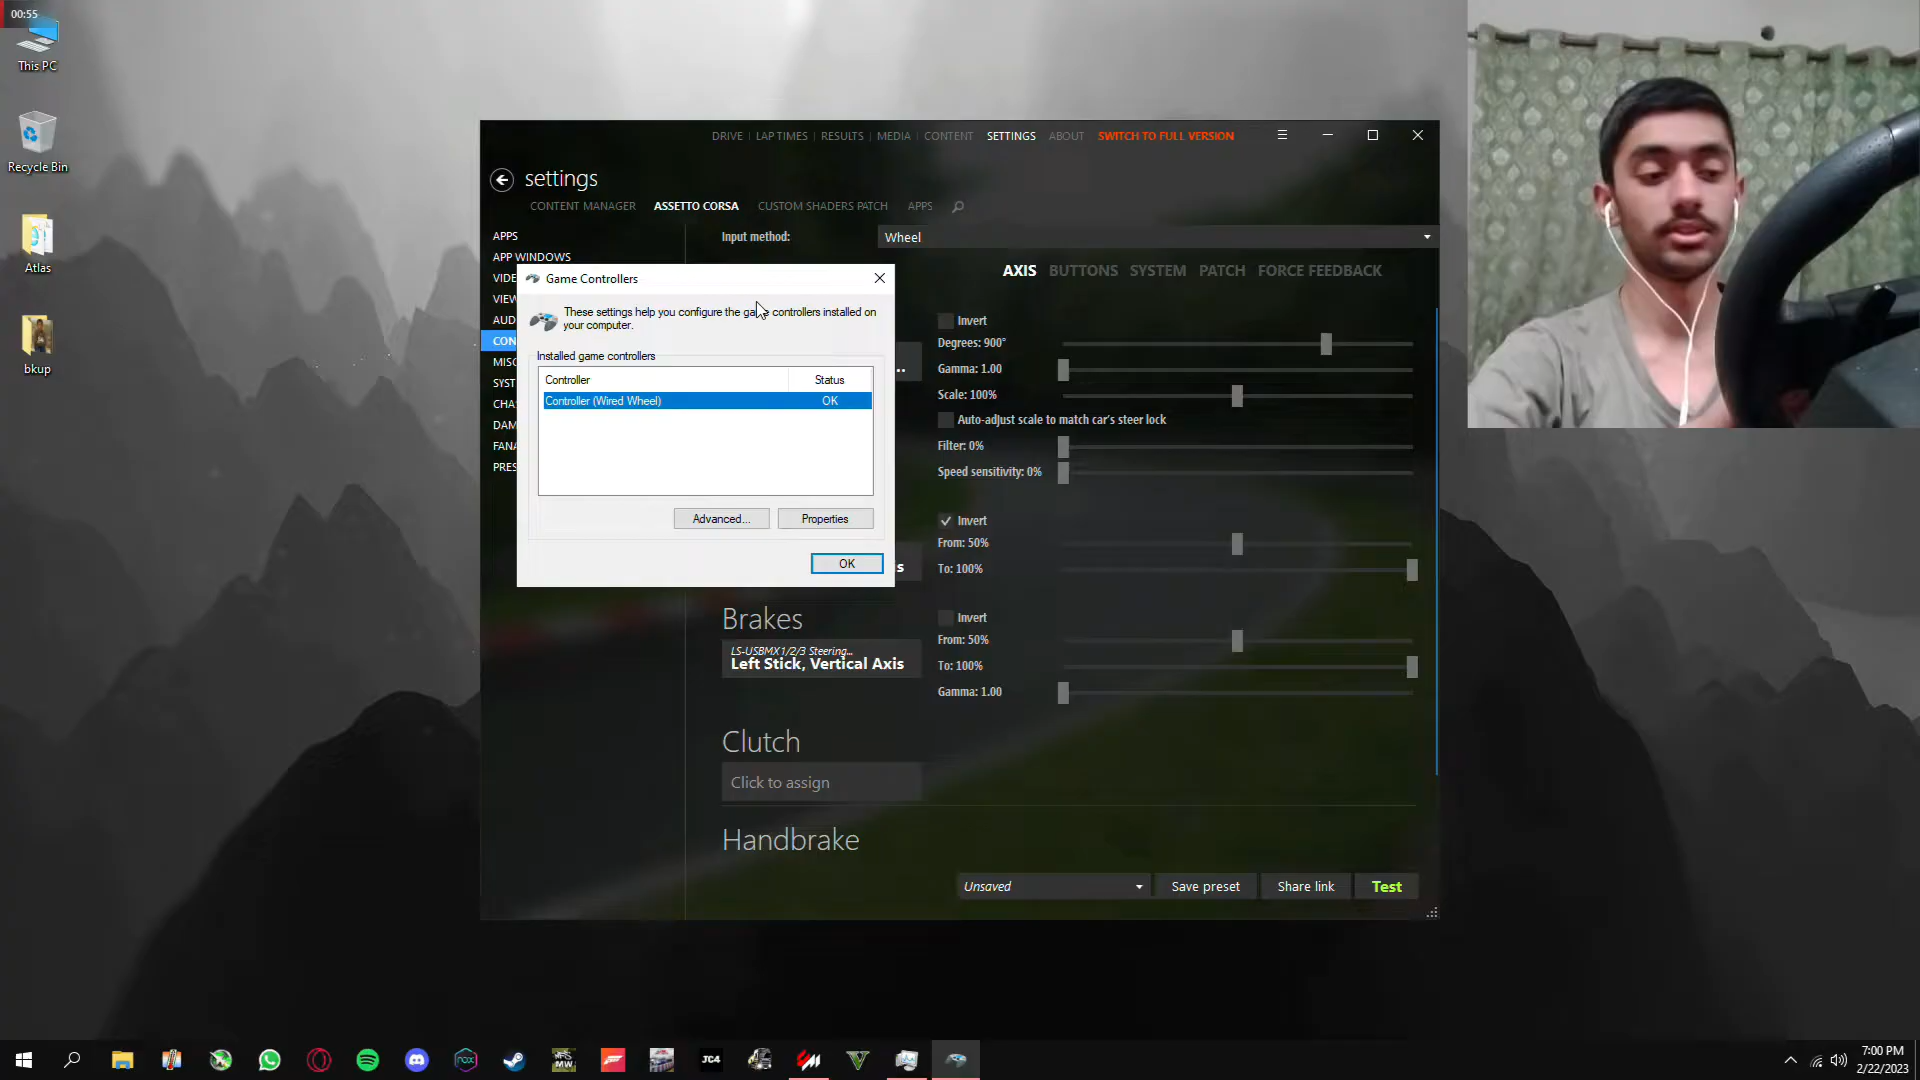 00:55
This PC
Recycle Bin
Atlas
bkup
DRIVE | LAP TIMES | RESULTS | MEDIA | CONTENT | SETTINGS | ABOUT | SWITCH TO FULL VERSION
settings
CONTENT MANAGER ASSETTO CORSA CUSTOM SHADERS PATCH APPS
APPS
APP WINDOWS
VIDE
VIEW
AUD
CON
MISC
SYST
CHA
DAM
FANA
PRES
Input method: Wheel
AXIS BUTTONS SYSTEM PATCH FORCE FEEDBACK
Game Controllers
These settings help you configure the game controllers installed on
your computer.
Installed game controllers
Controller Status
Controller (Wired Wheel) OK
Advanced... Properties
OK
..
s
Invert
Degrees: 900°
Gamma: 1.00
Scale: 100%
Auto-adjust scale to match car's steer lock
Filter: 0%
Speed sensitivity: 0%
Invert
From: 50%
To: 100%
Brakes
LS-USBMX1/2/3 Steering...
Left Stick, Vertical Axis
Invert
From: 50%
To: 100%
Gamma: 1.00
Clutch
Click to assign
Handbrake
Unsaved Save preset Share link Test
nox
MW
JC4
V
7:00 PM
2/22/2023